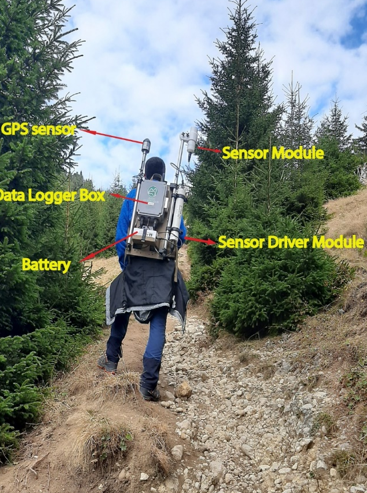 GPS sensor
Sensor Module
Data Logger Box
Sensor Driver Module
Battery